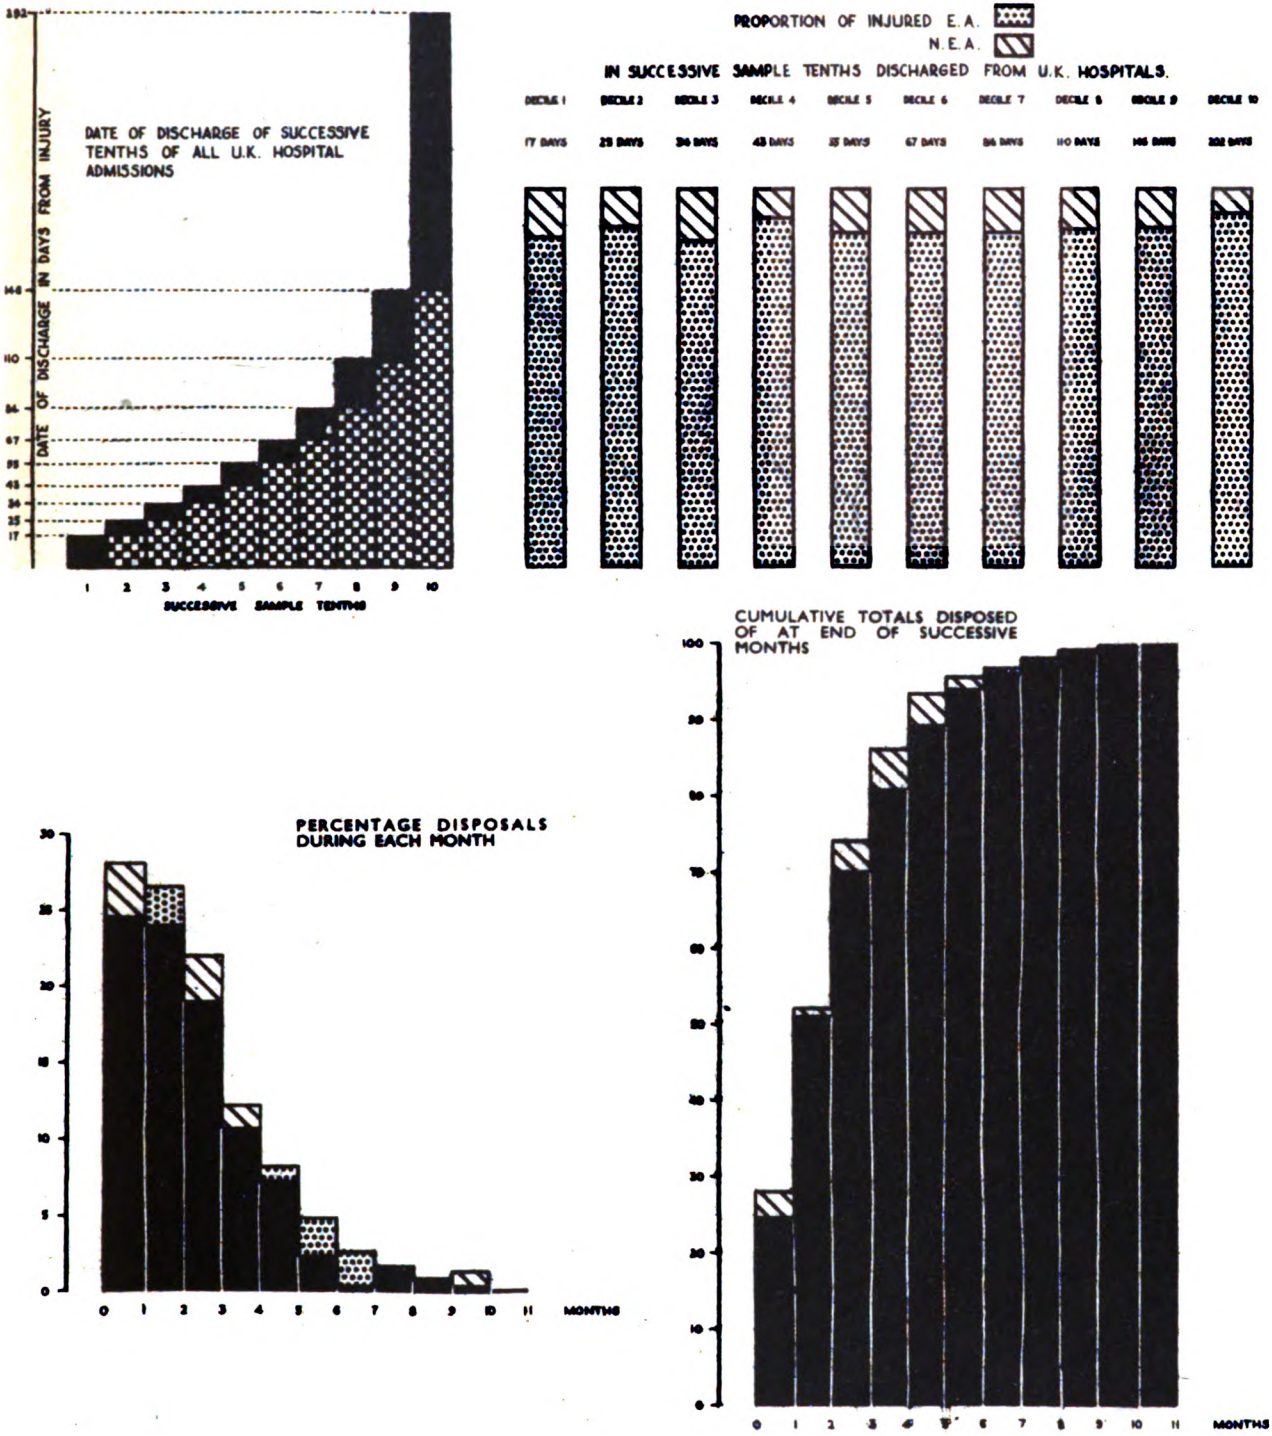 292
DATE OF DISCHARGE IN DAYS FROM INJURY
DATE OF DISCHARGE OF SUCCESSIVE
TENTHS OF ALL U.K. HOSPITAL
ADMISSIONS
110
67
55
43
34
25
17
1 2 3 4 5 6 7 8 9 10
SUCCESSIVE SAMPLE TENTHS
PROPORTION OF INJURED E.A.
N.E.A.
IN SUCCESSIVE SAMPLE TENTHS DISCHARGED FROM U.K. HOSPITALS.
DECILE 1 DECILE 2 DECILE 3 DECILE 4 DECILE 5 DECILE 6 DECILE 7 DECILE 8 DECILE 9 DECILE 10
17 DAYS 25 DAYS 34 DAYS 43 DAYS 55 DAYS 67 DAYS DAYS 110 DAYS DAYS DAYS
PERCENTAGE DISPOSALS
DURING EACH MONTH
30
25
20
15
10
5
0
0 1 2 3 4 5 6 7 8 9 10 11 MONTHS
CUMULATIVE TOTALS DISPOSED
OF AT END OF SUCCESSIVE
MONTHS
100
90
80
70
60
50
40
30
20
10
0
0 1 2 3 4 5 6 7 8 9 10 11 MONTHS